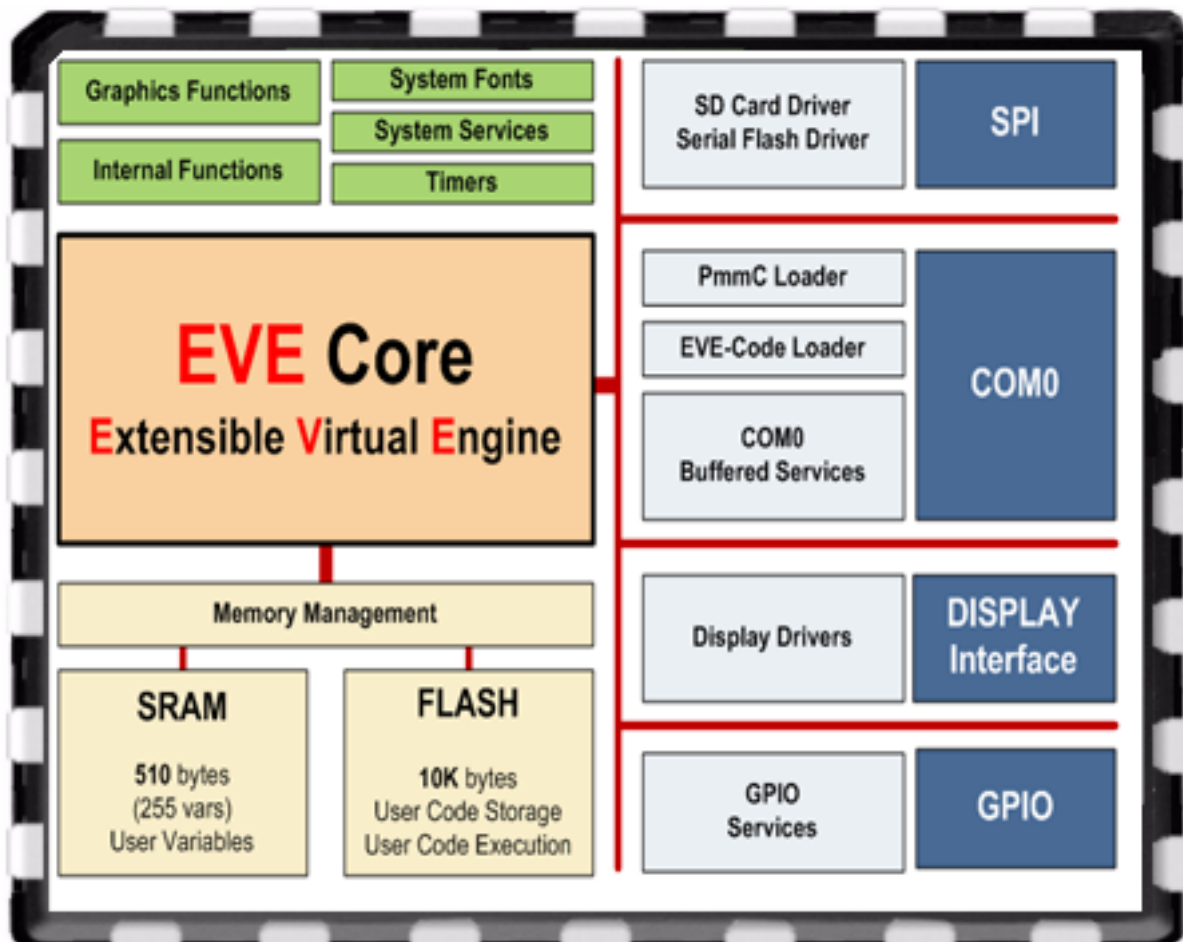 Graphics Functions
Internal Functions
System Fonts
System Services
Timers
EVE Core
Extensible Virtual Engine
Memory Management
SRAM
510 bytes
(255 vars)
User Variables
FLASH
10K bytes
User Code Storage
User Code Execution
SD Card Driver
Serial Flash Driver
SPI
PmmC Loader
EVE-Code Loader
COM0
Buffered Services
COM0
Display Drivers
DISPLAY
Interface
GPIO
Services
GPIO